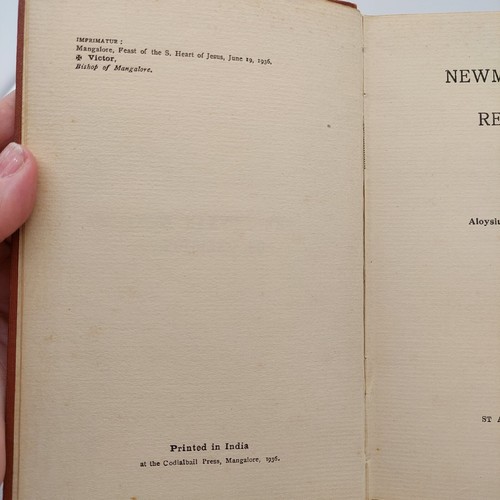 IMPRIMATUR:
Mangalore, Feast of the S. Heart of Jesus, June 19, 1936.
✠ Victor,
Bishop of Mangalore.
Printed in India
at the Codialbail Press, Mangalore, 1936.
NEWM
RE
Aloysiu
ST A